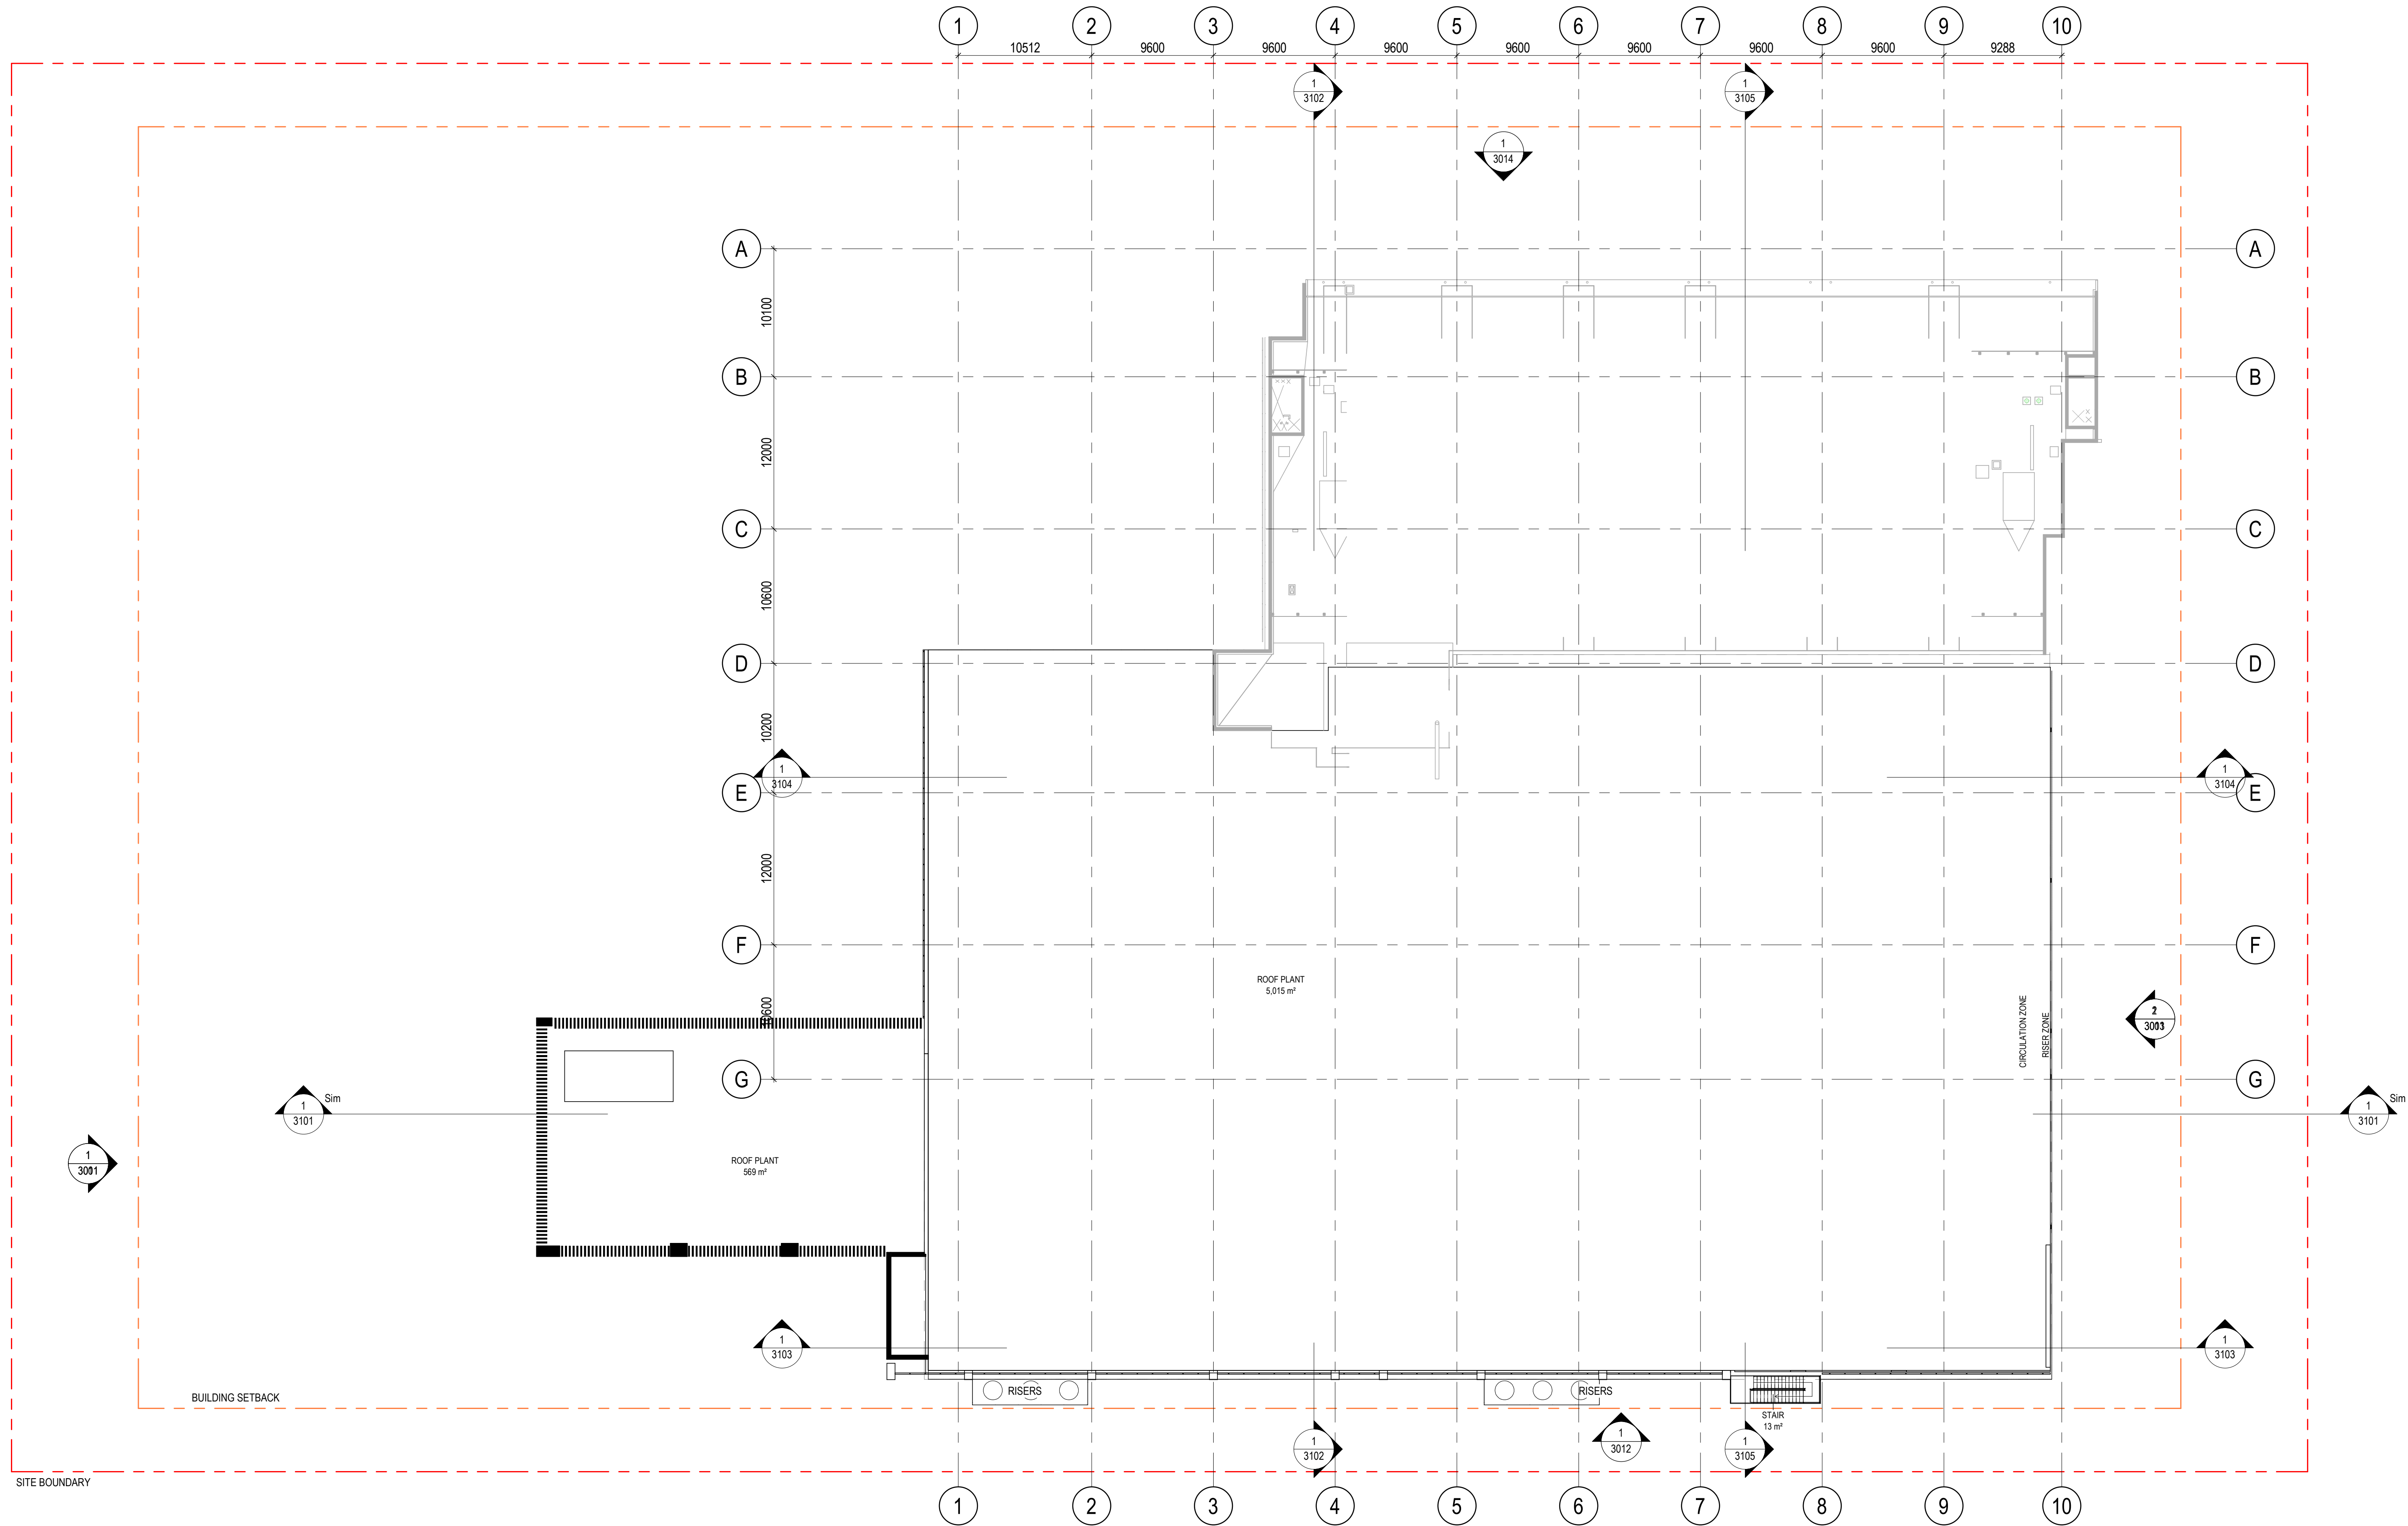 1 2 3 4 5 6 7 8 9 10
10512 9600 9600 9600 9600 9600 9600 9600 9288
1
3102
1
3105
1
3014
A A
10100
B B
12000
C C
10600
D D
10200
1
3104
1
3104
E E
12000
F F
ROOF PLANT
5,015 m²
CIRCULATION ZONE
RISER ZONE
10600
G G
1
3101
Sim
1
3101
Sim
1
ROOF PLANT
569 m²
1
3103
1
3103
RISERS
RISERS
BUILDING SETBACK
STAIR
13 m²
1
3102
1
3012
1
3105
SITE BOUNDARY
1 2 3 4 5 6 7 8 9 10